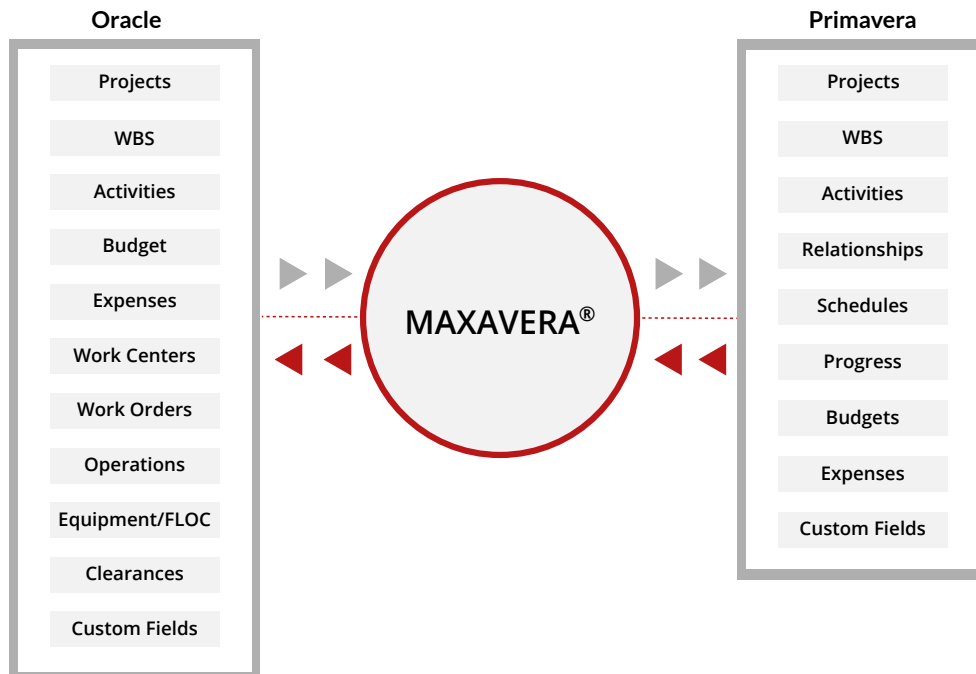 Oracle
Projects
WBS
Activities
Budget
Expenses
Work Centers
Work Orders
Operations
Equipment/FLOC
Clearances
Custom Fields
MAXAVERA®
Primavera
Projects
WBS
Activities
Relationships
Schedules
Progress
Budgets
Expenses
Custom Fields